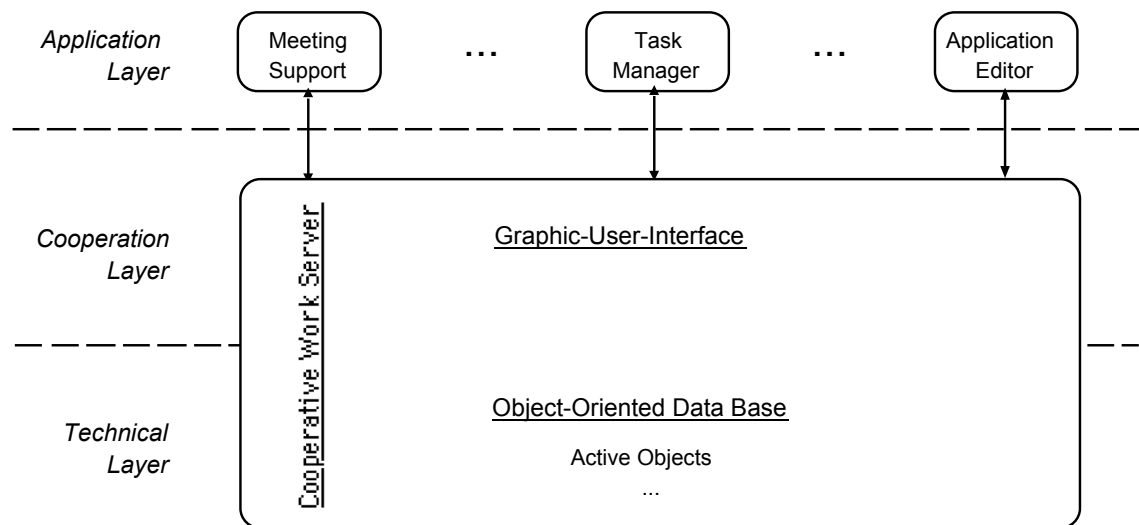 Application
Layer
Meeting
Support
...
Task
Manager
...
Application
Editor
Cooperation
Layer
Cooperative Work Server
Graphic-User-Interface
Technical
Layer
Object-Oriented Data Base
Active Objects
...